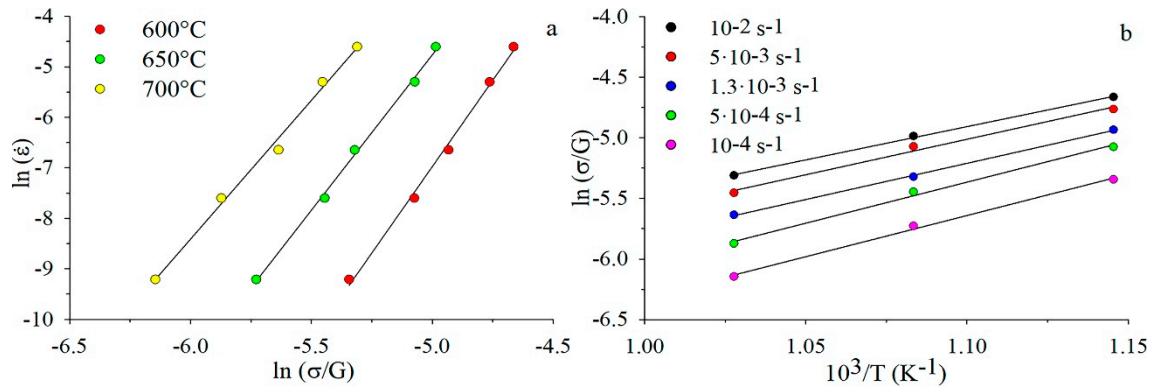 a
600°C
650°C
700°C
-4
-5
-6
-7
-8
-9
-10
ln (ε̇)
-6.5 -6.0 -5.5 -5.0 -4.5
ln (σ/G)
b
10-2 s-1
5·10-3 s-1
1.3·10-3 s-1
5·10-4 s-1
10-4 s-1
-4.0
-4.5
-5.0
-5.5
-6.0
-6.5
ln (σ/G)
1.00 1.05 1.10 1.15
10³/T (K⁻¹)